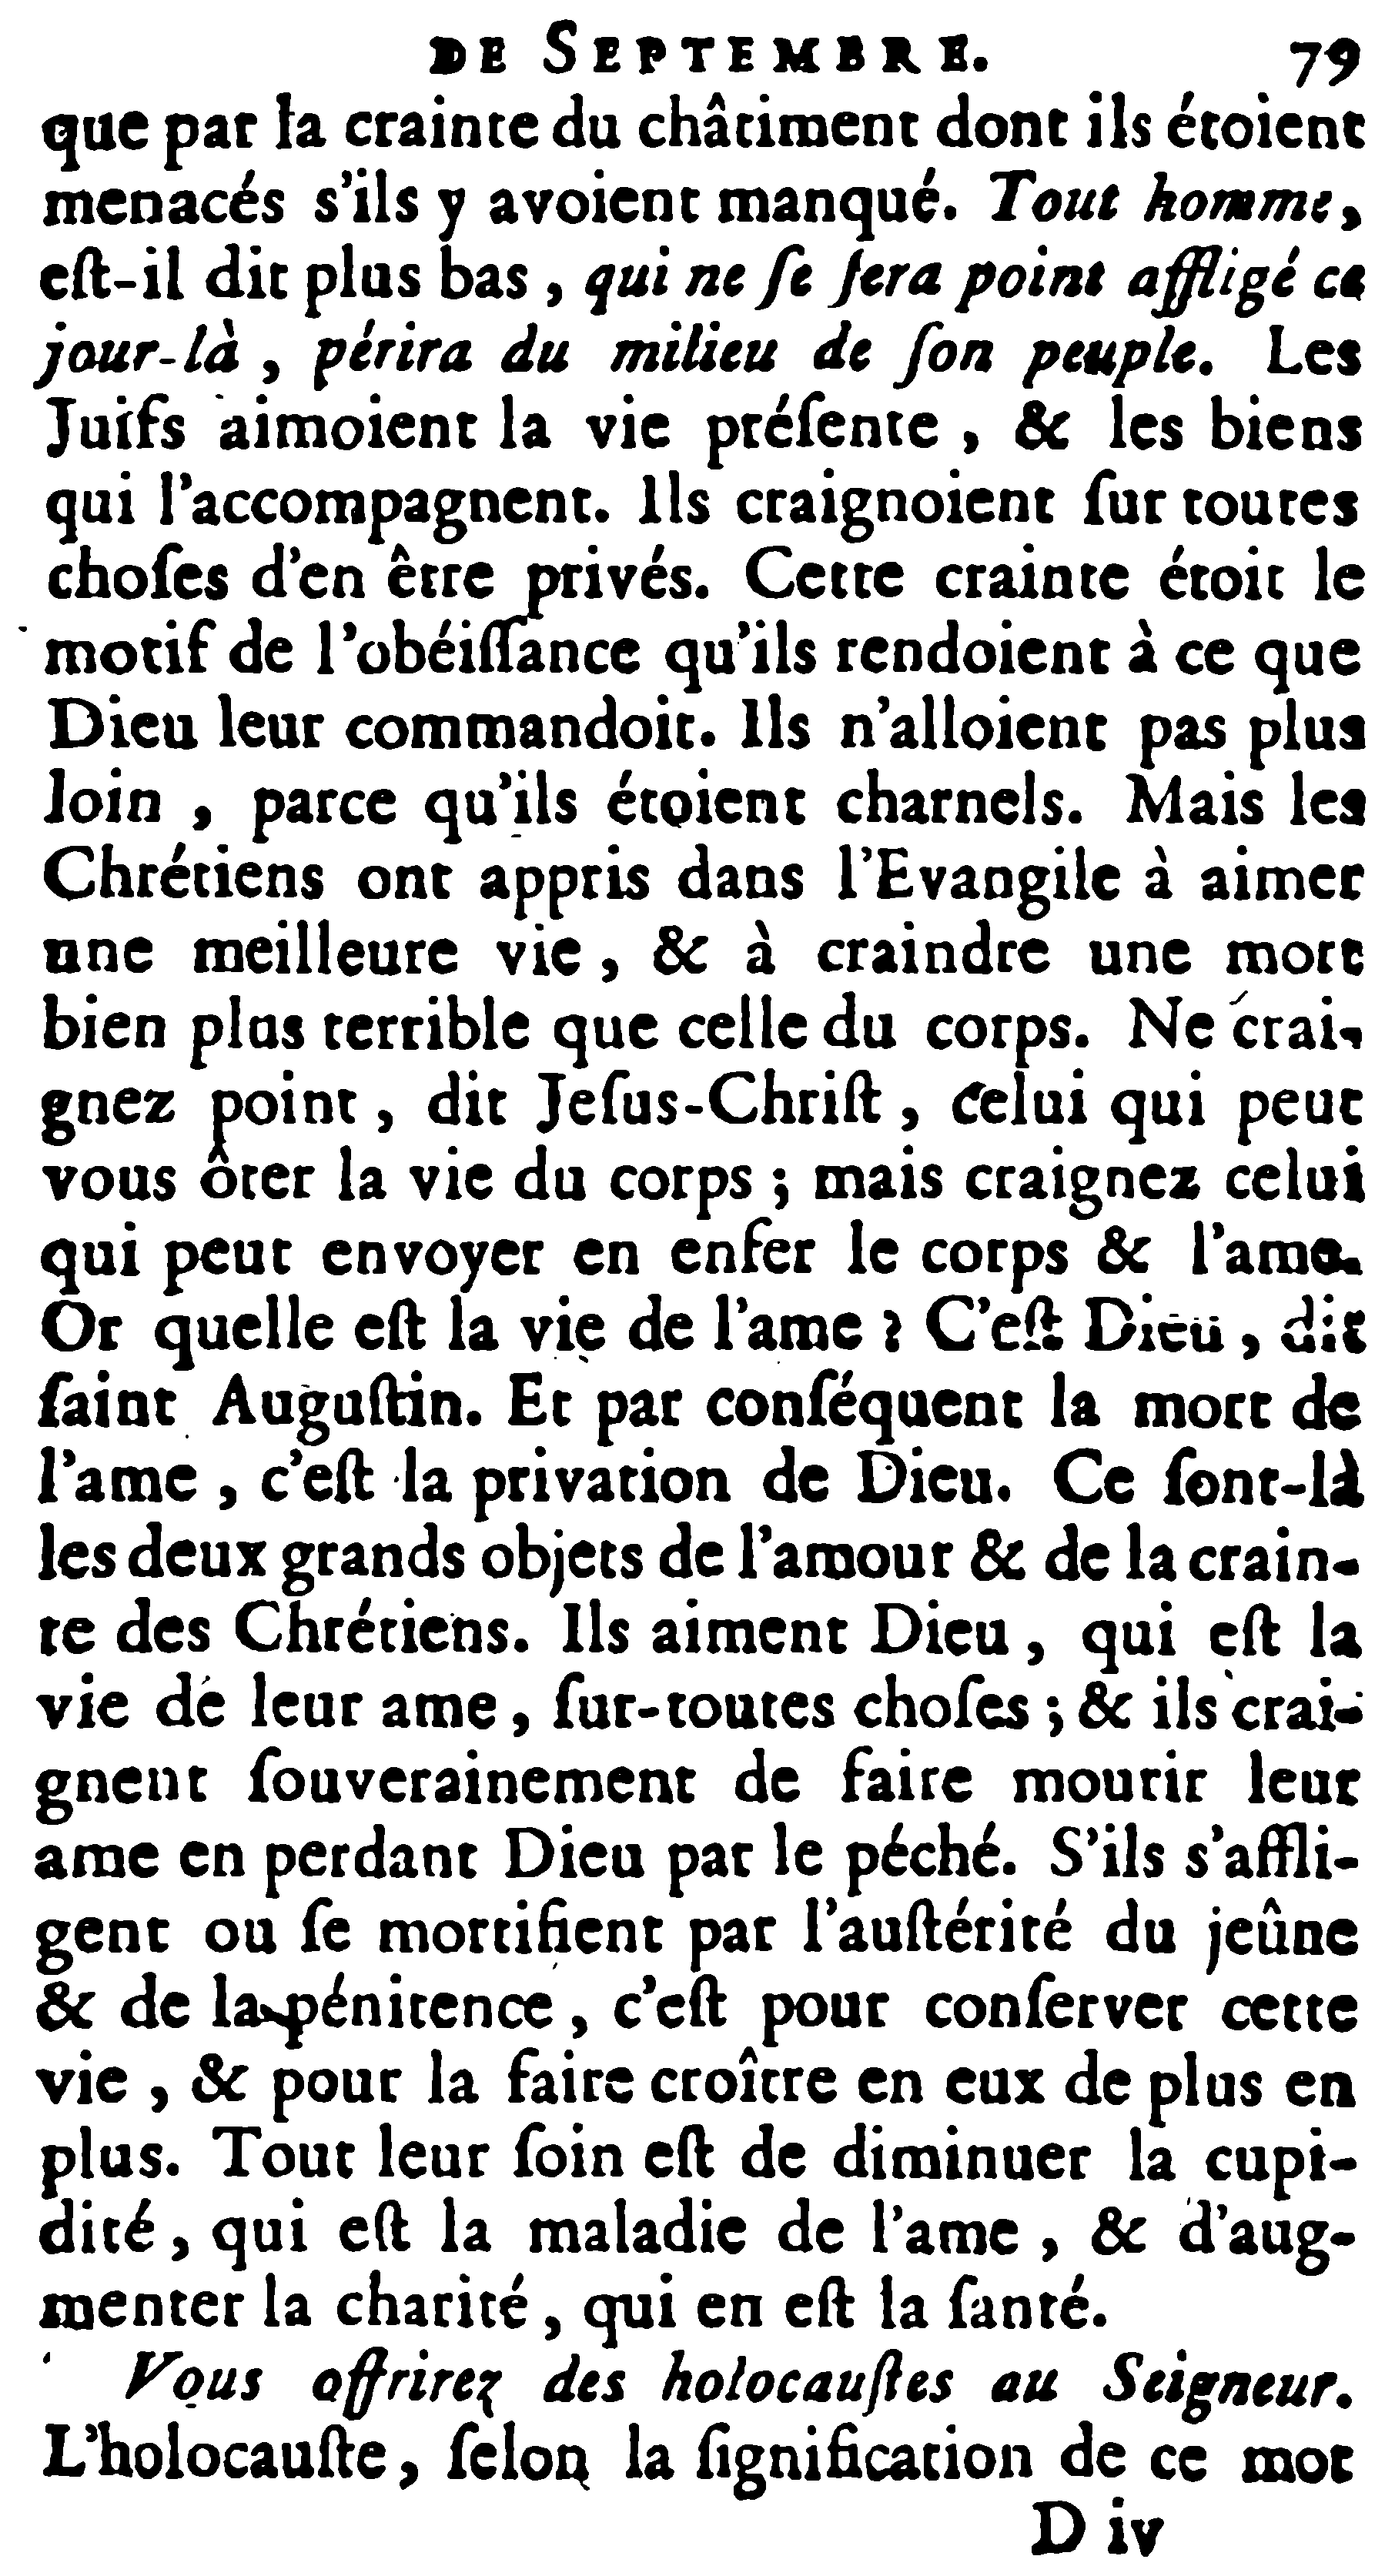 DE SEPTEMBRE. 79
que par la crainte du châtiment dont ils étoient
menacés s'ils y avoient manqué. Tout homme,
eſt-il dit plus bas, qui ne ſe ſera point affligé ce
jour-là, périra du milieu de ſon peuple. Les
Juifs aimoient la vie préſente, & les biens
qui l'accompagnent. Ils craignoient ſur toutes
choſes d'en être privés. Cette crainte étoit le
motif de l'obéiſſance qu'ils rendoient à ce que
Dieu leur commandoit. Ils n'alloient pas plus
loin, parce qu'ils étoient charnels. Mais les
Chrétiens ont appris dans l'Evangile à aimer
une meilleure vie, & à craindre une mort
bien plus terrible que celle du corps. Ne crai-
gnez point, dit Jeſus-Chriſt, celui qui peut
vous ôter la vie du corps; mais craignez celui
qui peut envoyer en enfer le corps & l'ame.
Or quelle eſt la vie de l'ame? C'eſt Dieu, dit
ſaint Auguſtin. Et par conſéquent la mort de
l'ame, c'eſt la privation de Dieu. Ce ſont-là
les deux grands objets de l'amour & de la crain-
te des Chrétiens. Ils aiment Dieu, qui eſt la
vie de leur ame, ſur-toutes choſes; & ils crai-
gnent ſouverainement de faire mourir leur
ame en perdant Dieu par le péché. S'ils s'affli-
gent ou ſe mortifient par l'auſtérité du jeûne
& de la pénitence, c'eſt pour conſerver cette
vie, & pour la faire croître en eux de plus en
plus. Tout leur ſoin eſt de diminuer la cupi-
dité, qui eſt la maladie de l'ame, & d'aug-
menter la charité, qui en eſt la ſanté.
Vous offrirez des holocauſtes au Seigneur.
L'holocauſte, ſelon la ſignification de ce mot
D iv